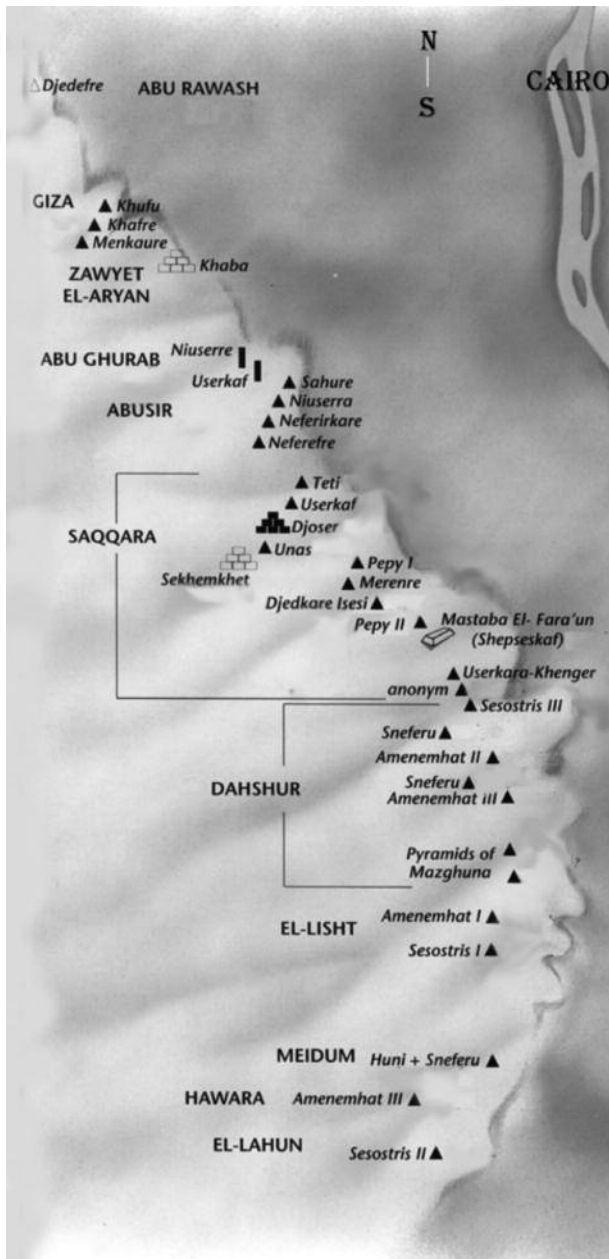 N
CAIRO
S
Djedefre
ABU RAWASH
GIZA
Khufu
Khafre
Menkaure
Khaba
ZAWYET
EL-ARYAN
Niuserre
ABU GHURAB
Userkaf
Sahure
Niuserra
ABUSIR
Neferirkare
Neferefre
Teti
Userkaf
Djoser
SAQQARA
Unas
Sekhemkhet
Pepy I
Merenre
Djedkare Isesi
Pepy II
Mastaba El- Fara'un
(Shepseskaf)
Userkara-Khenger
anonym
Sesostris III
Sneferu
Amenemhat II
Sneferu
DAHSHUR
Amenemhat III
Pyramids of
Mazghuna
Amenemhat I
EL-LISHT
Sesostris I
MEIDUM
Huni + Sneferu
HAWARA
Amenemhat III
EL-LAHUN
Sesostris II